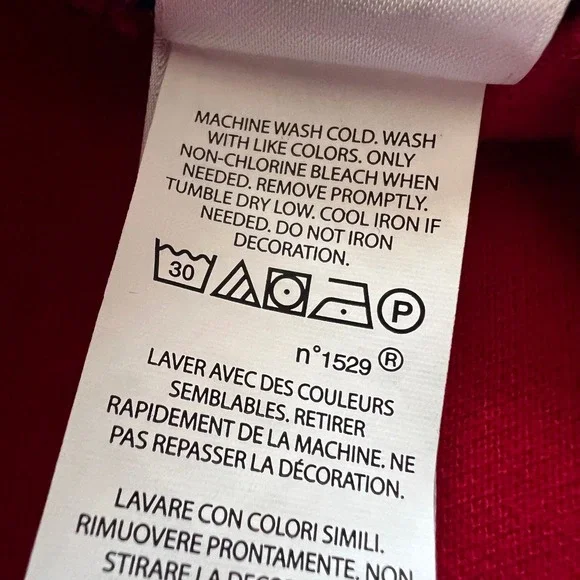 MACHINE WASH COLD. WASH
WITH LIKE COLORS. ONLY
NON-CHLORINE BLEACH WHEN
NEEDED. REMOVE PROMPTLY.
TUMBLE DRY LOW. COOL IRON IF
NEEDED. DO NOT IRON
DECORATION.
30 P
n°1529 ®
LAVER AVEC DES COULEURS
SEMBLABLES. RETIRER
RAPIDEMENT DE LA MACHINE. NE
PAS REPASSER LA DÉCORATION.
LAVARE CON COLORI SIMILI.
RIMUOVERE PRONTAMENTE. NON
STIRARE LA